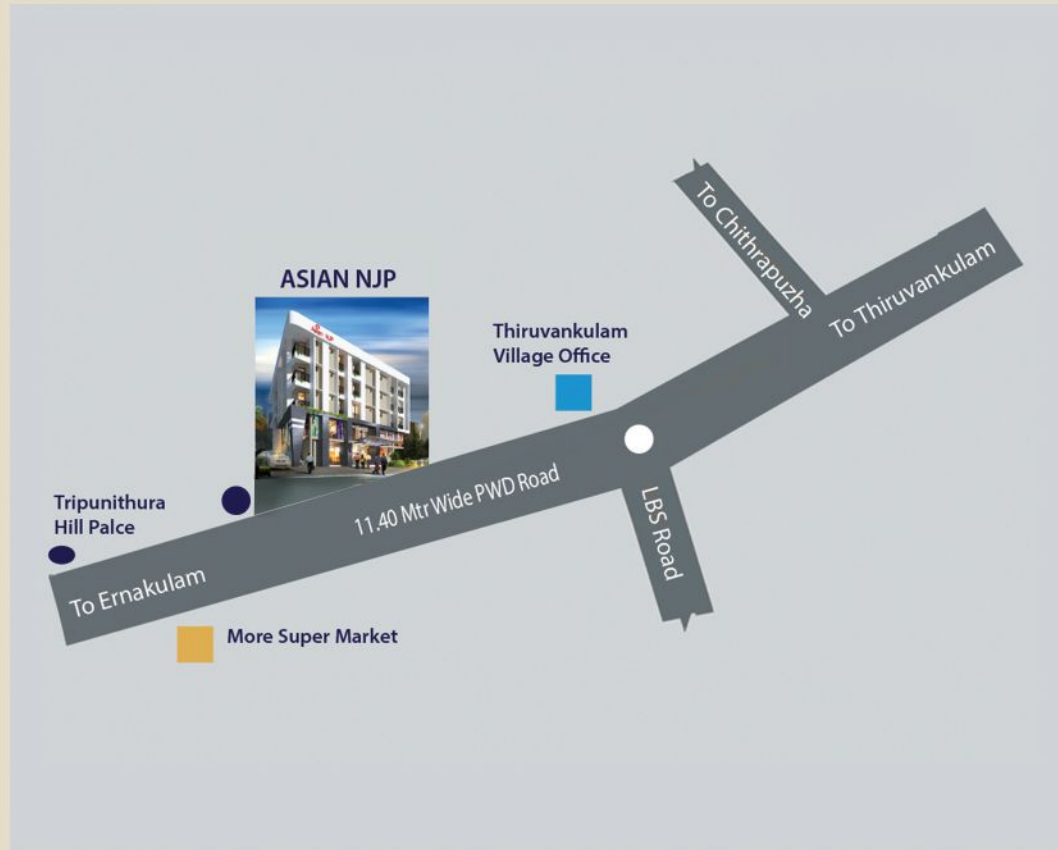 To Chithrapuzha
To Thiruvankulam
ASIAN NJP
Thiruvankulam
Village Office
11.40 Mtr Wide PWD Road
LBS Road
Tripunithura
Hill Palce
To Ernakulam
More Super Market